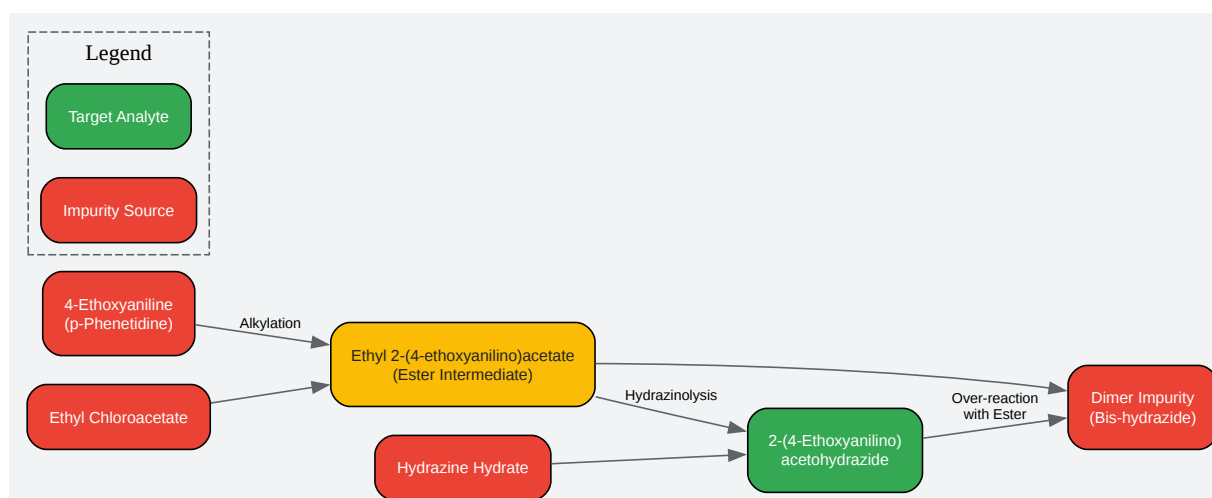 Legend
Target Analyte
Impurity Source
4-Ethoxyaniline
(p-Phenetidine)
Alkylation
Ethyl Chloroacetate
Ethyl 2-(4-ethoxyanilino)acetate
(Ester Intermediate)
Hydrazinolysis
Hydrazine Hydrate
2-(4-Ethoxyanilino)
acetohydrazide
Over-reaction
with Ester
Dimer Impurity
(Bis-hydrazide)